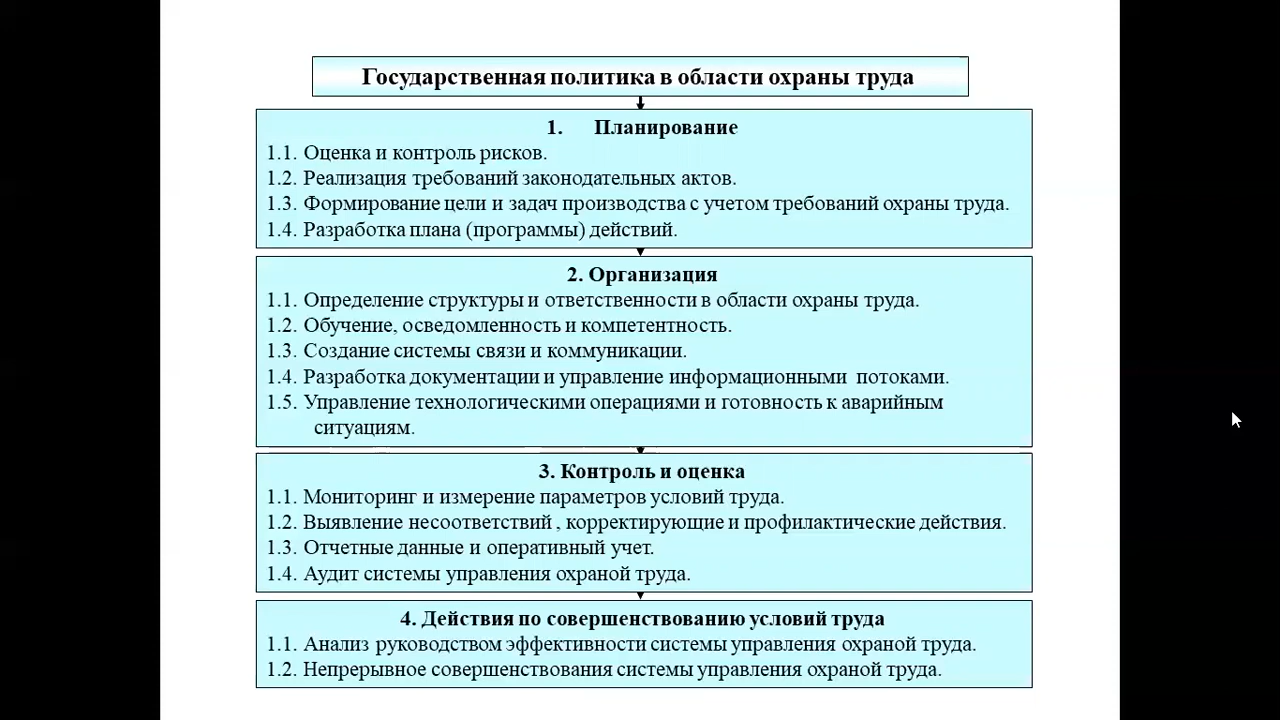 Государственная политика в области охраны труда
1. Планирование
1.1. Оценка и контроль рисков.
1.2. Реализация требований законодательных актов.
1.3. Формирование цели и задач производства с учетом требований охраны труда.
1.4. Разработка плана (программы) действий.
2. Организация
1.1. Определение структуры и ответственности в области охраны труда.
1.2. Обучение, осведомленность и компетентность.
1.3. Создание системы связи и коммуникации.
1.4. Разработка документации и управление информационными потоками.
1.5. Управление технологическими операциями и готовность к аварийным
ситуациям.
3. Контроль и оценка
1.1. Мониторинг и измерение параметров условий труда.
1.2. Выявление несоответствий , корректирующие и профилактические действия.
1.3. Отчетные данные и оперативный учет.
1.4. Аудит системы управления охраной труда.
4. Действия по совершенствованию условий труда
1.1. Анализ руководством эффективности системы управления охраной труда.
1.2. Непрерывное совершенствования системы управления охраной труда.